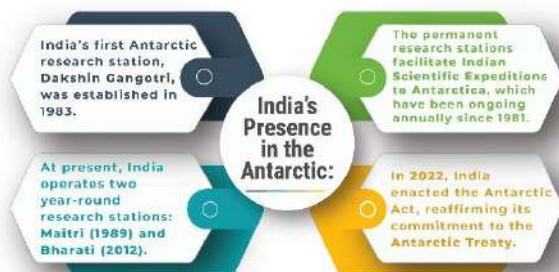 India's first Antarctic
research station,
Dakshin Gangotri,
was established in
1983.
The permanent
research stations
facilitate Indian
Scientific Expeditions
to Antarctica, which
have been ongoing
annually since 1981.
India's
Presence
in the
Antarctic:
At present, India
operates two
year-round
research stations:
Maitri (1989) and
Bharati (2012).
In 2022, India
enacted the Antarctic
Act, reaffirming its
commitment to the
Antarctic Treaty.